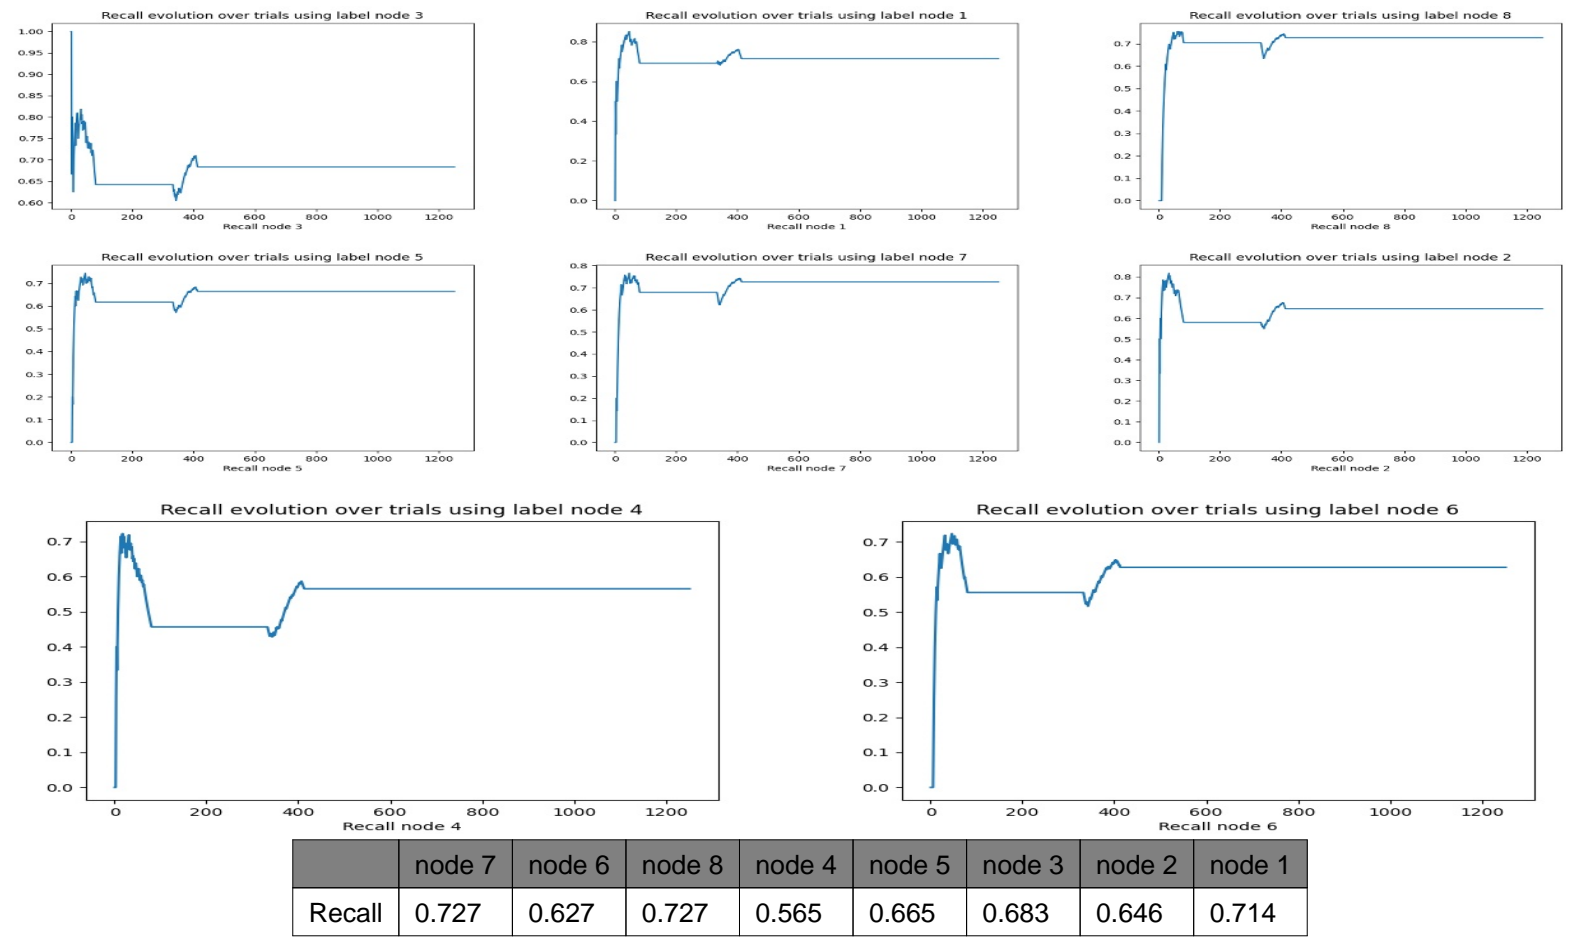 Recall evolution over trials using label node 3
1.00
0.95
0.90
0.85
0.80
0.75
0.70
0.65
0.60
0 200 400 600 800 1000 1200
Recall node 3
Recall evolution over trials using label node 1
0.8
0.6
0.4
0.2
0.0
0 200 400 600 800 1000 1200
Recall node 1
Recall evolution over trials using label node 8
0.7
0.6
0.5
0.4
0.3
0.2
0.1
0.0
0 200 400 600 800 1000 1200
Recall node 8
Recall evolution over trials using label node 5
0.7
0.6
0.5
0.4
0.3
0.2
0.1
0.0
0 200 400 600 800 1000 1200
Recall node 5
Recall evolution over trials using label node 7
0.8
0.7
0.6
0.5
0.4
0.3
0.2
0.1
0.0
0 200 400 600 800 1000 1200
Recall node 7
Recall evolution over trials using label node 2
0.8
0.7
0.6
0.5
0.4
0.3
0.2
0.1
0.0
0 200 400 600 800 1000 1200
Recall node 2
Recall evolution over trials using label node 4
0.7
0.6
0.5
0.4
0.3
0.2
0.1
0.0
0 200 400 600 800 1000 1200
Recall node 4
Recall evolution over trials using label node 6
0.7
0.6
0.5
0.4
0.3
0.2
0.1
0.0
0 200 400 600 800 1000 1200
Recall node 6
node 7 node 6 node 8 node 4 node 5 node 3 node 2 node 1
Recall 0.727 0.627 0.727 0.565 0.665 0.683 0.646 0.714